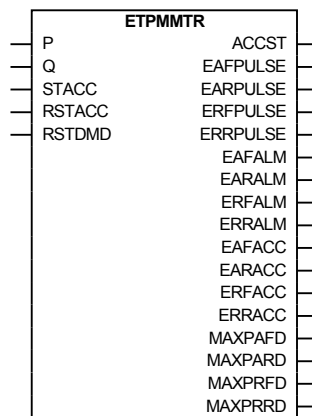 ETPMMTR
P ACCST
Q EAFPULSE
STACC EARPULSE
RSTACC ERFPULSE
RSTDMD ERRPULSE
EAFALM
EARALM
ERFALM
ERRALM
EAFACC
EARACC
ERFACC
ERRACC
MAXPAFD
MAXPARD
MAXPRFD
MAXPRRD